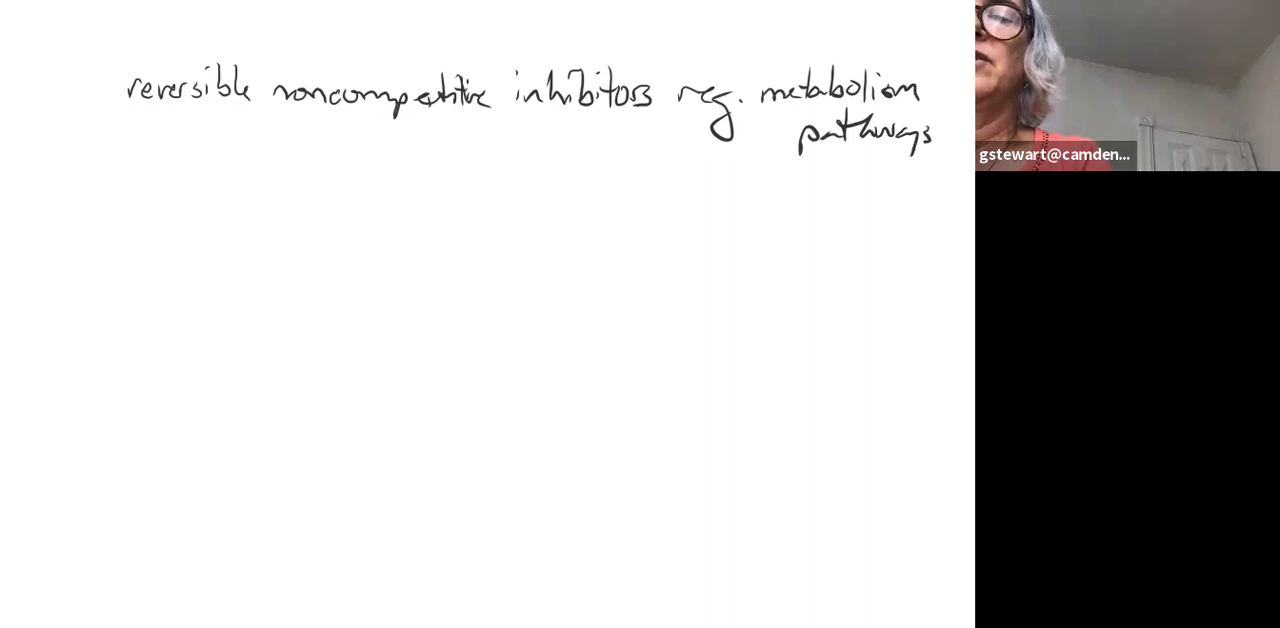 reversible noncompetitive inhibitors reg. metabolism
pathways
gstewart@camden...